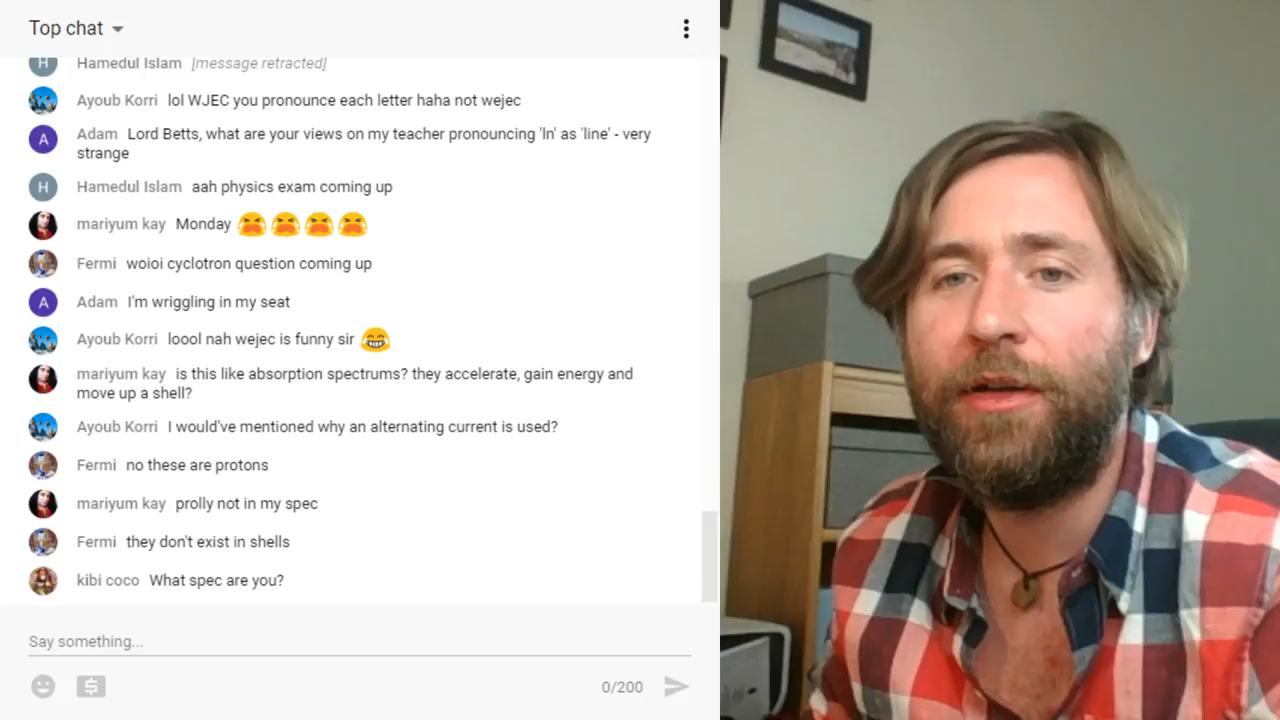 Top chat
H Hamedul Islam [message retracted]
Ayoub Korri lol WJEC you pronounce each letter haha not wejec
A Adam Lord Betts, what are your views on my teacher pronouncing 'ln' as 'line' - very
strange
H Hamedul Islam aah physics exam coming up
mariyum kay Monday
Fermi woioi cyclotron question coming up
A Adam I'm wriggling in my seat
Ayoub Korri loool nah wejec is funny sir
mariyum kay is this like absorption spectrums? they accelerate, gain energy and
move up a shell?
Ayoub Korri I would've mentioned why an alternating current is used?
Fermi no these are protons
mariyum kay prolly not in my spec
Fermi they don't exist in shells
kibi coco What spec are you?
Say something...
$ 0/200